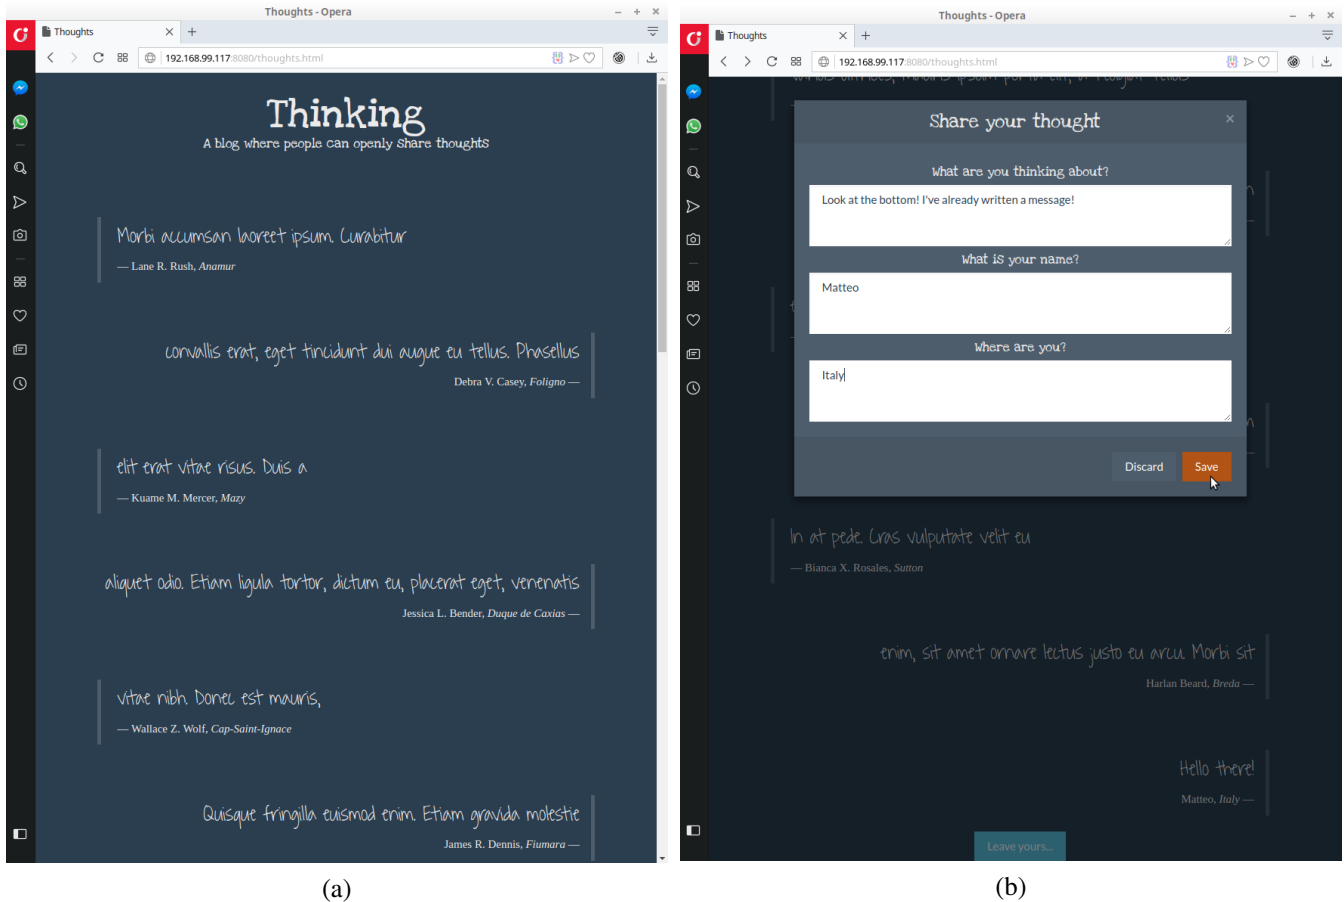 Thoughts - Opera
Thoughts
192.168.99.117:8080/thoughts.html
Thinking
A blog where people can openly share thoughts
Morbi accumsan laoreet ipsum. Curabitur
— Lane R. Rush, Anamur
convallis erat, eget tincidunt dui augue eu tellus. Phasellus
Debra V. Casey, Foligno —
elit erat vitae risus. Duis a
— Kuame M. Mercer, Mazy
aliquet odio. Etiam ligula tortor, dictum eu, placerat eget, venenatis
Jessica L. Bender, Duque de Caxias —
vitae nibh. Donec est mauris,
— Wallace Z. Wolf, Cap-Saint-Ignace
Quisque fringilla euismod enim. Etiam gravida molestie
James R. Dennis, Fiumara —
(a)
Thoughts - Opera
Thoughts
192.168.99.117:8080/thoughts.html
Share your thought
×
What are you thinking about?
Look at the bottom! I've already written a message!
What is your name?
Matteo
Where are you?
Italy
Discard
Save
In at pede. Cras vulputate velit eu
— Bianca X. Rosales, Sutton
enim, sit amet ornare lectus justo eu arcu. Morbi sit
Harlan Beard, Breda —
Hello there!
Matteo, Italy —
Leave yours...
(b)